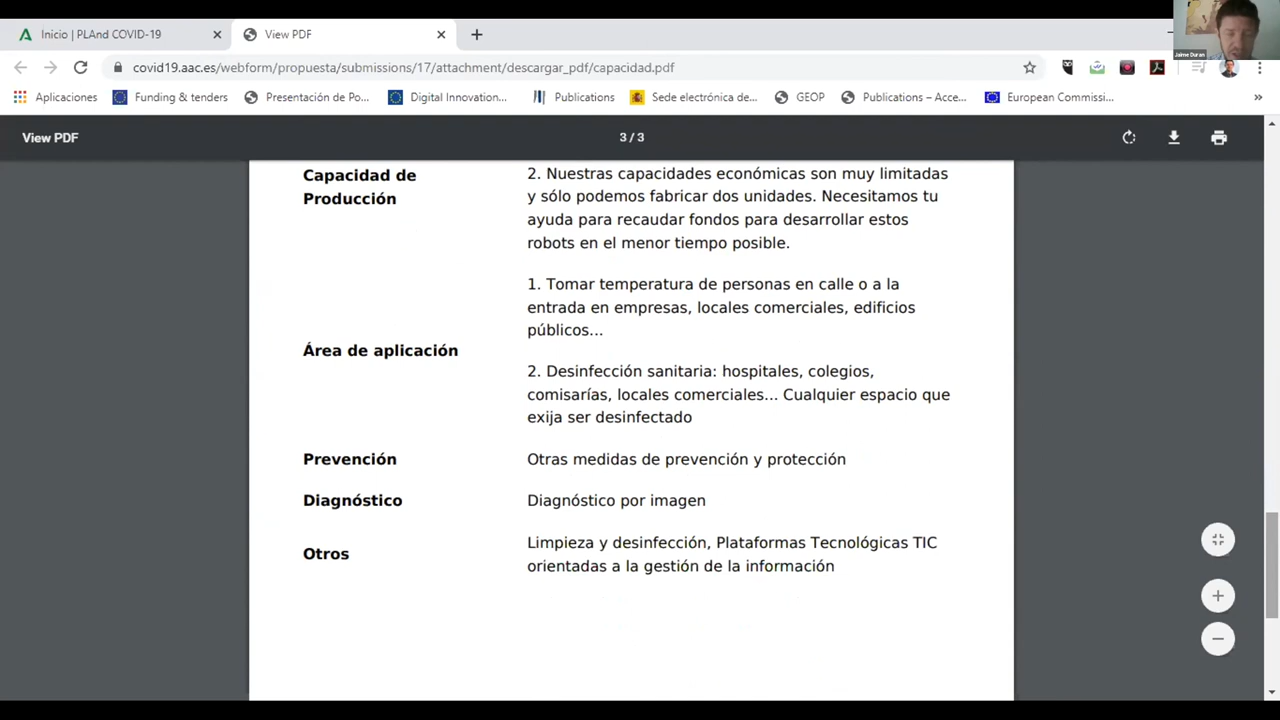 Inicio | PLAnd COVID-19
View PDF
Jaime Duran
covid19.aac.es/webform/propuesta/submissions/17/attachm
descargar_pdf/capacidad.pdf
Aplicaciones
Funding & tenders
Presentación de Po...
Digital Innovation...
Publications
Sede electrónica de...
GEOP
Publications – Acce...
European Commissi...
»
View PDF
3 / 3
Capacidad de
Producción
2. Nuestras capacidades económicas son muy limitadas
y sólo podemos fabricar dos unidades. Necesitamos tu
ayuda para recaudar fondos para desarrollar estos
robots en el menor tiempo posible.
Área de aplicación
1. Tomar temperatura de personas en calle o a la
entrada en empresas, locales comerciales, edificios
públicos...
2. Desinfección sanitaria: hospitales, colegios,
comisarías, locales comerciales... Cualquier espacio que
exija ser desinfectado
Prevención
Otras medidas de prevención y protección
Diagnóstico
Diagnóstico por imagen
Otros
Limpieza y desinfección, Plataformas Tecnológicas TIC
orientadas a la gestión de la información